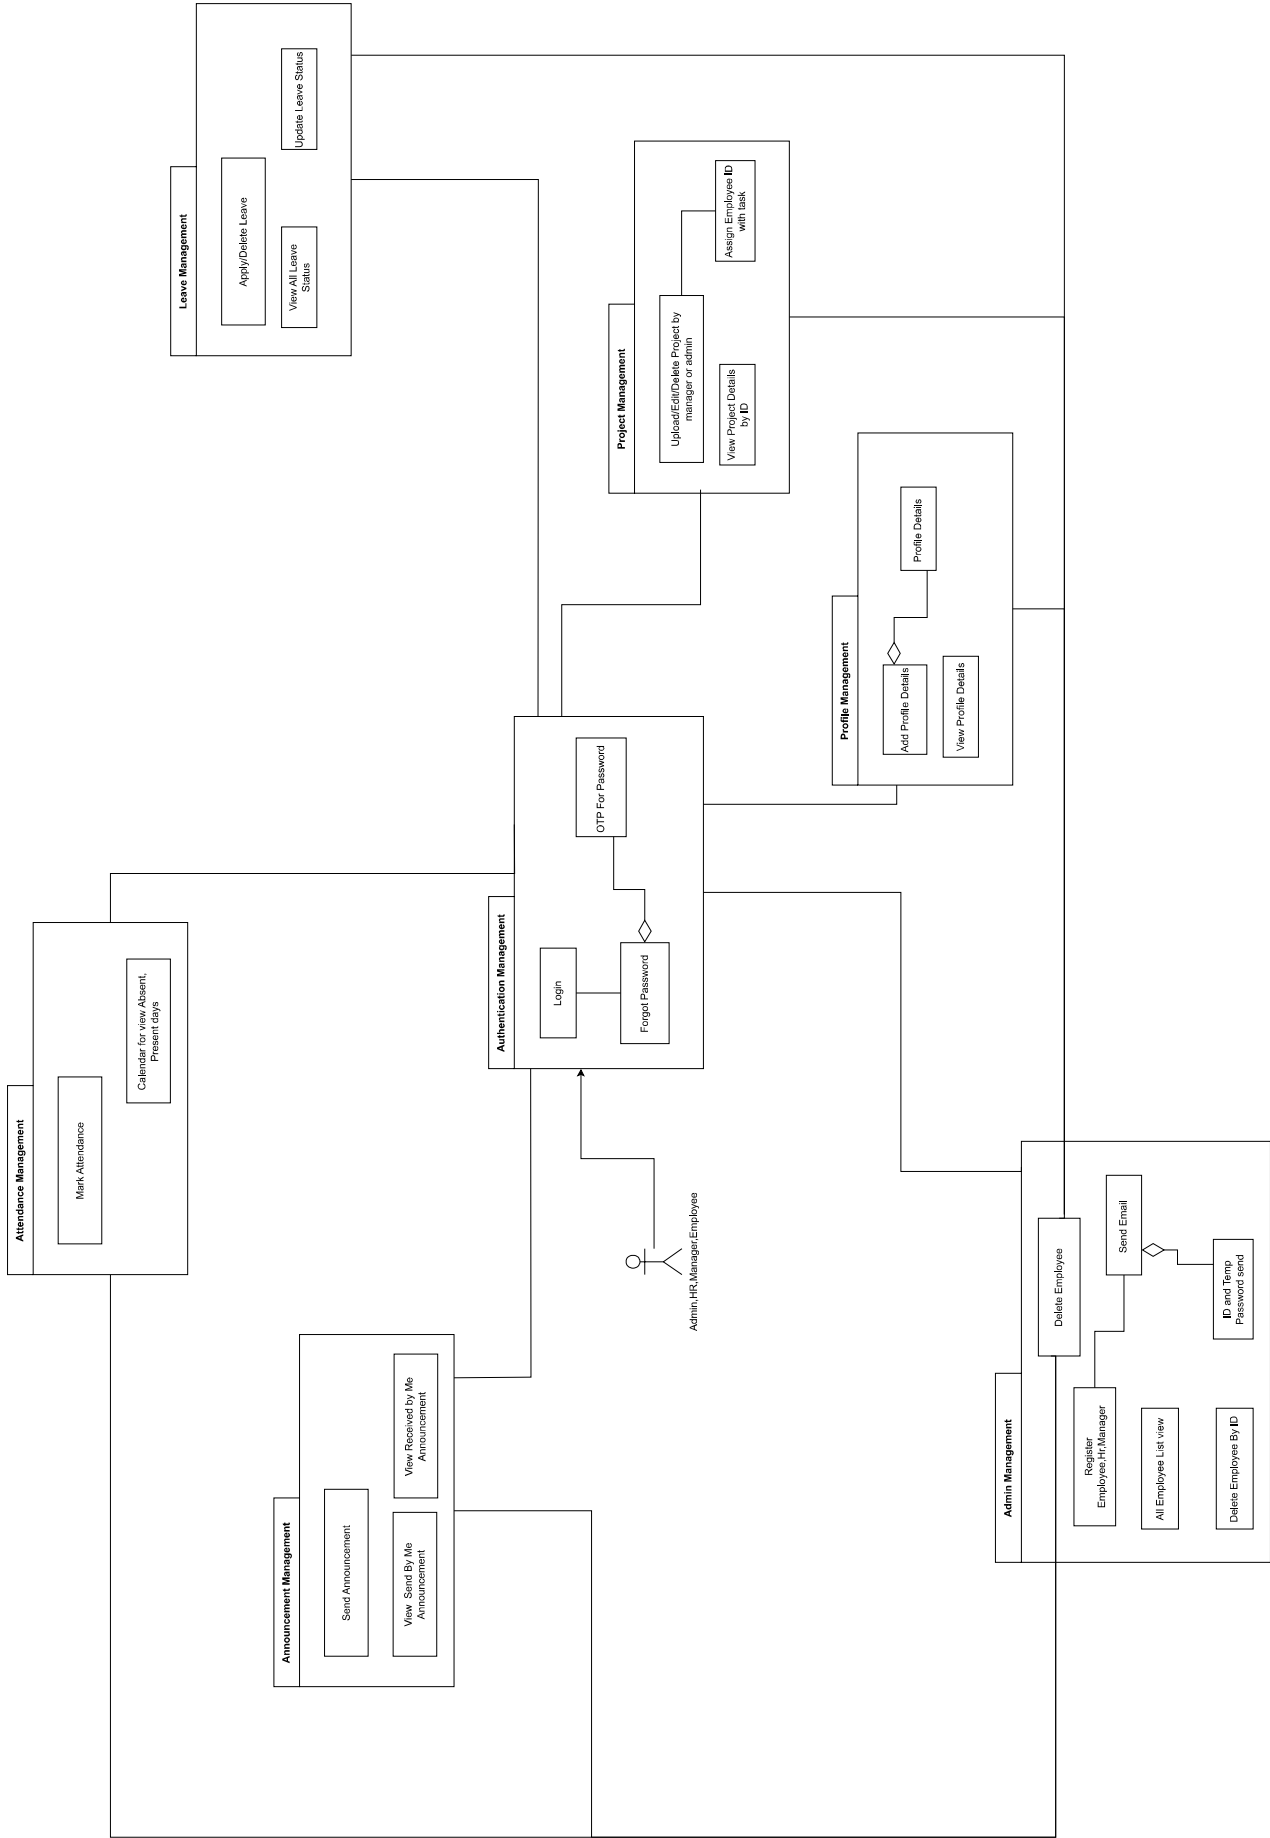 Attendance Management
Mark Attendance
Calendar for view Absent,
Present days
Leave Management
Apply/Delete Leave
View All Leave
Status
Update Leave Status
Announcement Management
Send Announcement
View  Send By Me
Announcement
View Received by Me
Announcement
Authentication Management
Login
Forgot Password
OTP For Password
Admin,HR,Manager,Employee
Project Management
Upload/Edit/Delete Project by
manager or admin
View Project Details
by ID
Assign Employee ID
with task
Profile Management
Add Profile Details
Profile Details
View Profile Details
Admin Management
Delete Employee
Register
Employee,Hr,Manager
Send Email
All Employee List view
Delete Employee By ID
ID and Temp
Password send